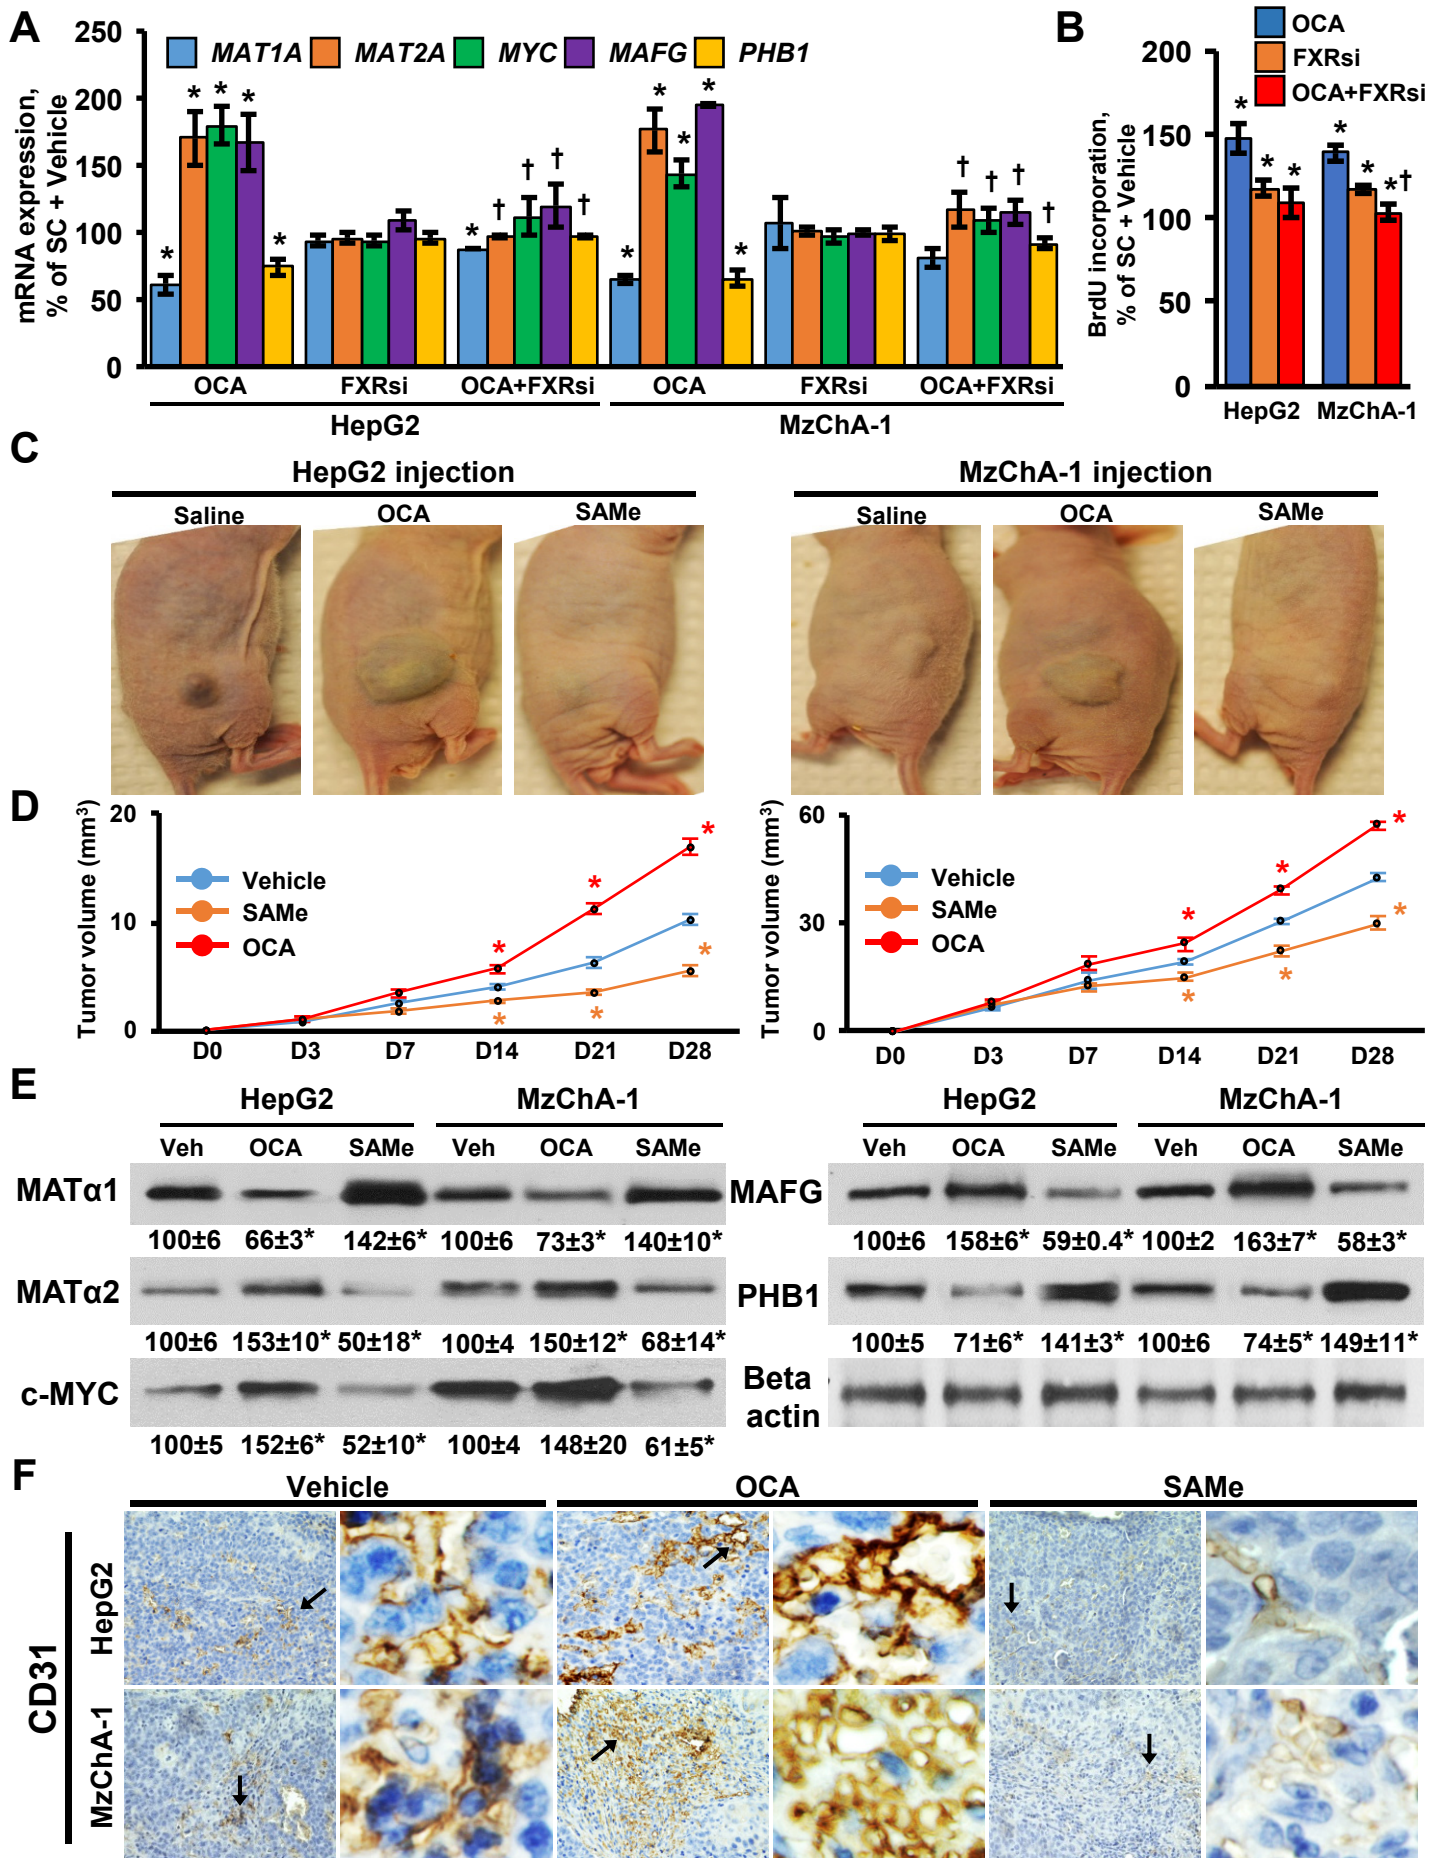 A
mRNA expression,
% of SC + Vehicle
250
200
150
100
50
0
MAT1A MAT2A MYC MAFG PHB1
* * * * * * † † † † * * * * * † † † †
OCA FXRsi OCA+FXRsi OCA FXRsi OCA+FXRsi
HepG2 MzChA-1
B
BrdU incorporation,
% of SC + Vehicle
200
150
100
50
0
OCA
FXRsi
OCA+FXRsi
* * * * * *†
HepG2 MzChA-1
C
HepG2 injection MzChA-1 injection
Saline OCA SAMe Saline OCA SAMe
D
Tumor volume (mm³)
20
10
0
Vehicle
SAMe
OCA
* * * * * *
D0 D3 D7 D14 D21 D28
Tumor volume (mm³)
60
30
0
Vehicle
SAMe
OCA
* * * * * *
D0 D3 D7 D14 D21 D28
E
HepG2 MzChA-1
Veh OCA SAMe Veh OCA SAMe
MATα1
100±6 66±3* 142±6* 100±6 73±3* 140±10*
MATα2
100±6 153±10* 50±18* 100±4 150±12* 68±14*
c-MYC
100±5 152±6* 52±10* 100±4 148±20 61±5*
HepG2 MzChA-1
Veh OCA SAMe Veh OCA SAMe
MAFG
100±6 158±6* 59±0.4* 100±2 163±7* 58±3*
PHB1
100±5 71±6* 141±3* 100±6 74±5* 149±11*
Beta
actin
F
Vehicle OCA SAMe
CD31
HepG2
MzChA-1